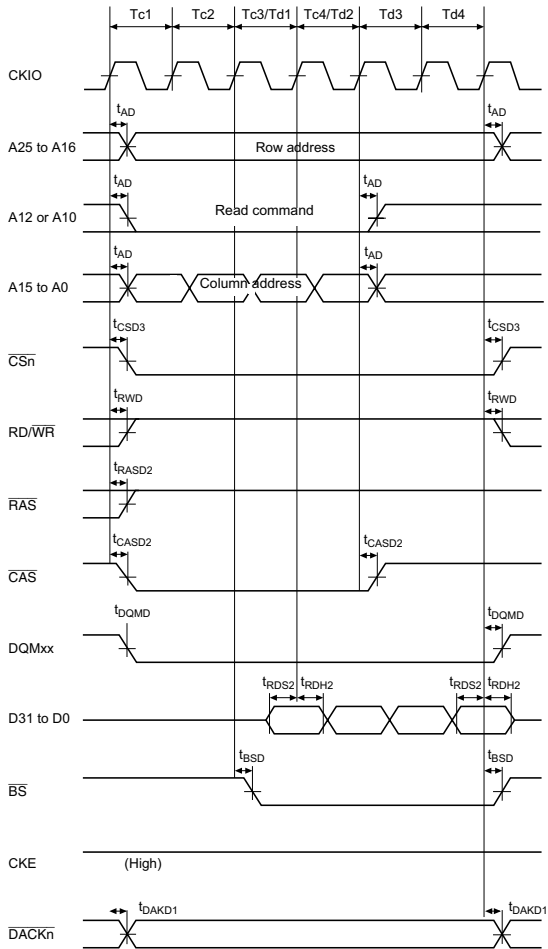 Tc1 Tc2 Tc3/Td1 Tc4/Td2 Td3 Td4
CKIO
tAD tAD
A25 to A16 Row address
tAD tAD
A12 or A10 Read command
tAD tAD
A15 to A0 Column address
tCSD3 tCSD3
CSn
tRWD tRWD
RD/WR
tRASD2
RAS
tCASD2 tCASD2
CAS
tDQMD tDQMD
DQMxx
tRDS2 tRDH2 tRDS2 tRDH2
D31 to D0
tBSD tBSD
BS
CKE (High)
tDAKD1 tDAKD1
DACKn